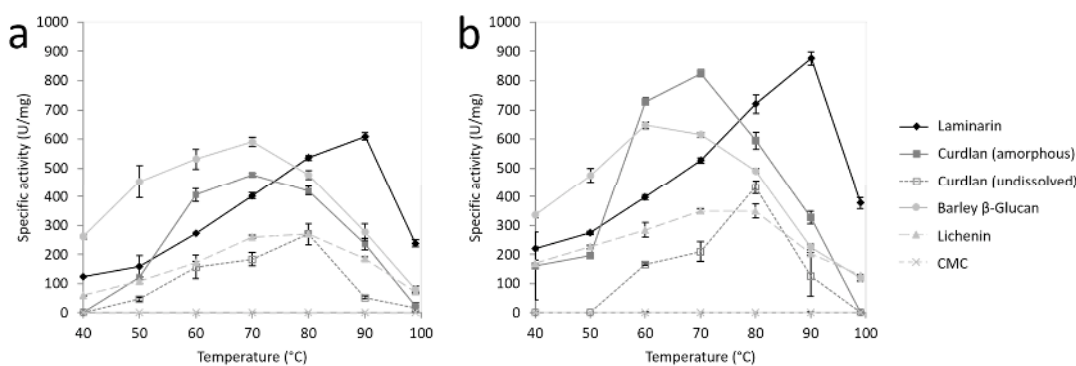 a
Specific activity (U/mg)
1000
900
800
700
600
500
400
300
200
100
0
40 50 60 70 80 90 100
Temperature (°C)
b
Specific activity (U/mg)
1000
900
800
700
600
500
400
300
200
100
0
40 50 60 70 80 90 100
Temperature (°C)
Laminarin
Curdlan (amorphous)
Curdlan (undissolved)
Barley β-Glucan
Lichenin
CMC